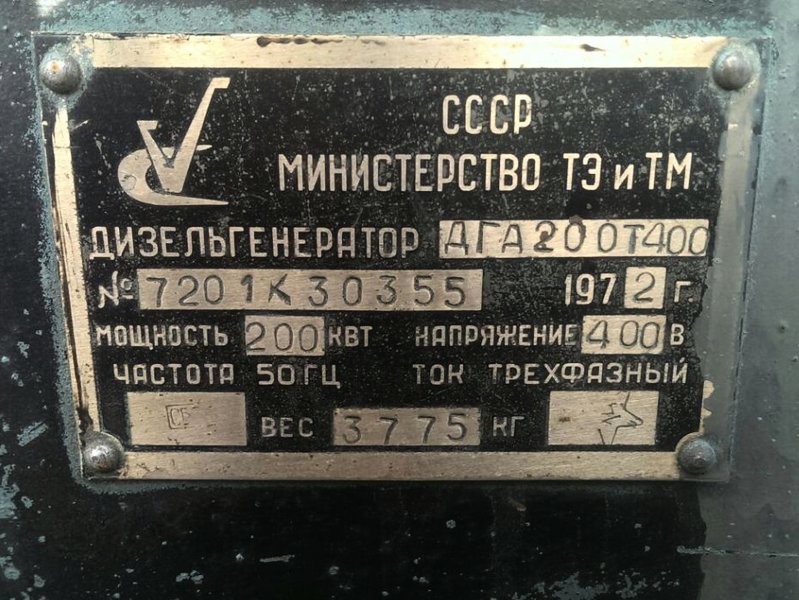 СССР
МИНИСТЕРСТВО ТЭ и ТМ
ДИЗЕЛЬГЕНЕРАТОР ДГА200Т400
№ 7201К30355 1972 г.
МОЩНОСТЬ 200 КВТ НАПРЯЖЕНИЕ 400 В
ЧАСТОТА 50 ГЦ ТОК ТРЕХФАЗНЫЙ
ВЕС 3775 КГ